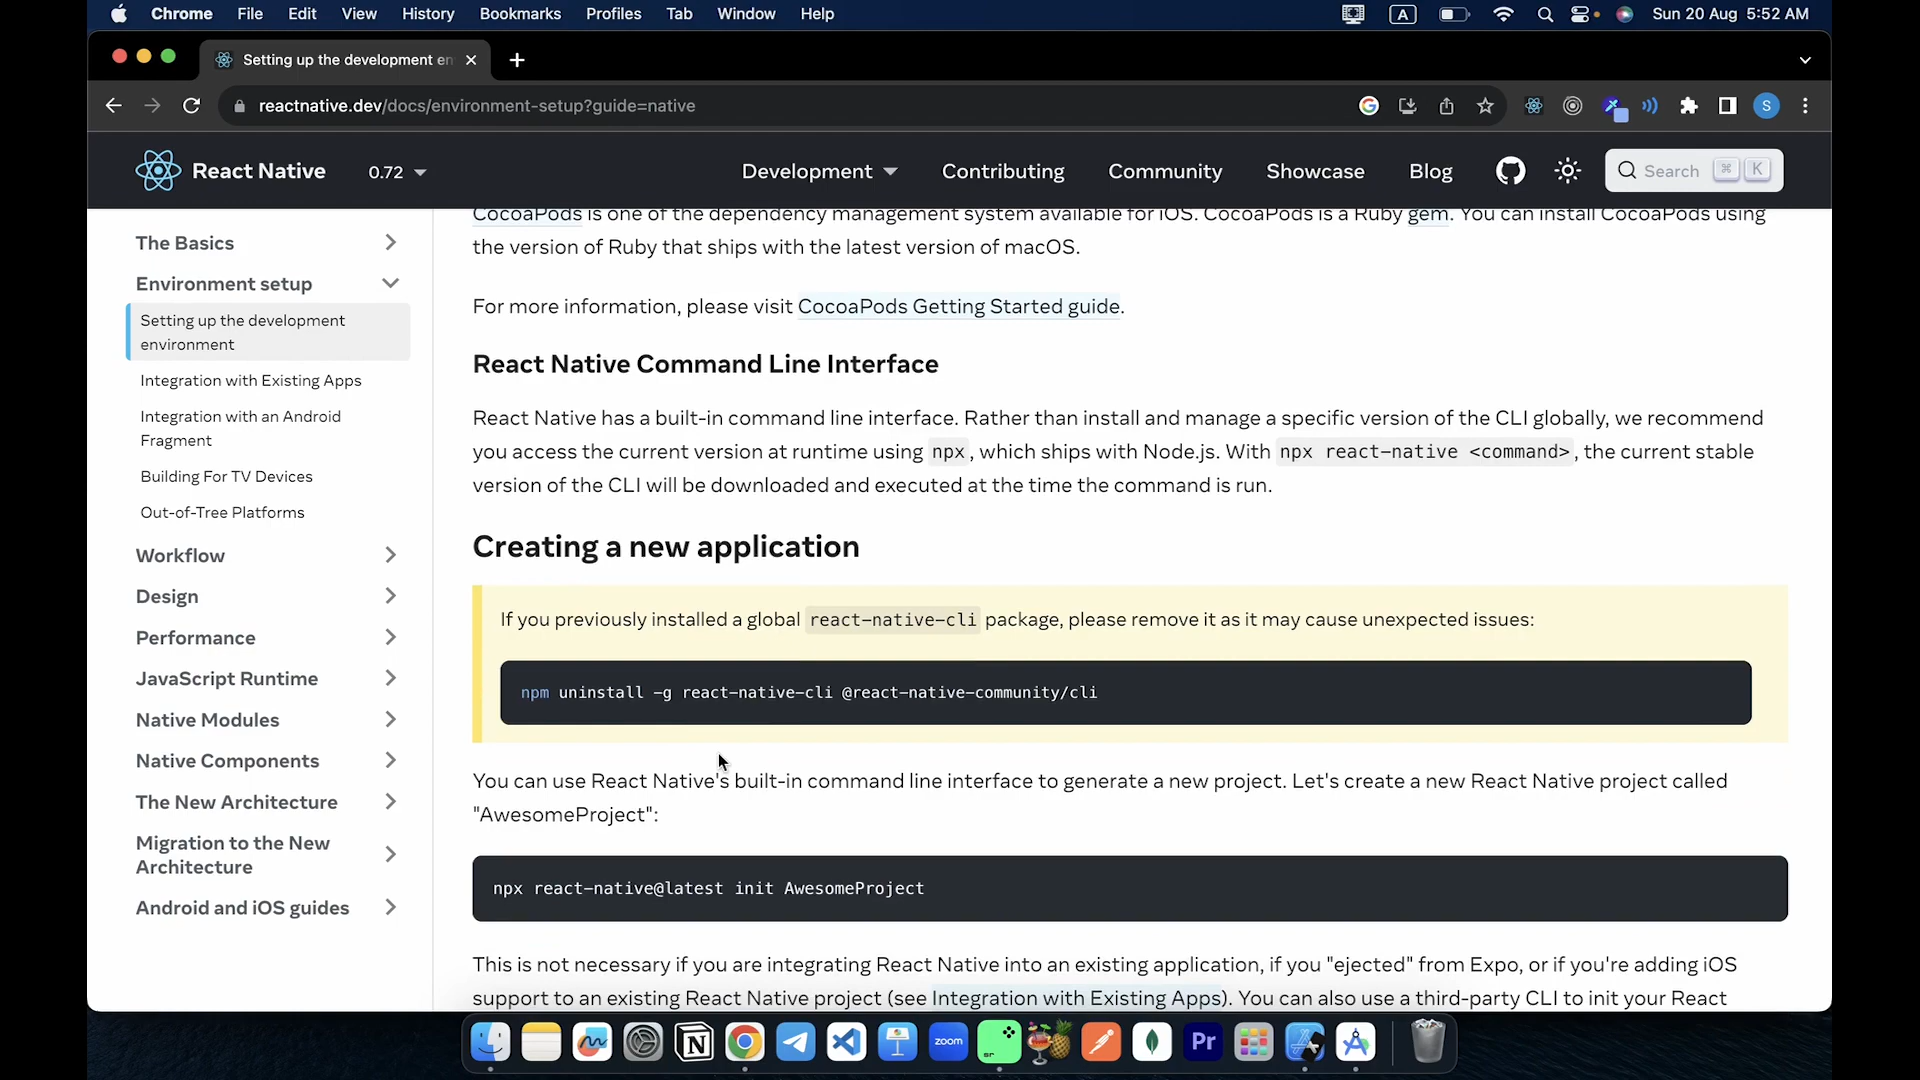 Chrome File Edit View History Bookmarks Profiles Tab Window Help A Sun 20 Aug 5:52 AM
Setting up the development en
reactnative.dev/docs/environment-setup?guide=native S
React Native 0.72 Development Contributing Community Showcase Blog Search ⌘ K
The Basics
Environment setup
Setting up the development
environment
Integration with Existing Apps
Integration with an Android
Fragment
Building For TV Devices
Out-of-Tree Platforms
Workflow
Design
Performance
JavaScript Runtime
Native Modules
Native Components
The New Architecture
Migration to the New
Architecture
Android and iOS guides
CocoaPods is one of the dependency management system available for iOS. CocoaPods is a Ruby gem. You can install CocoaPods using
the version of Ruby that ships with the latest version of macOS.
For more information, please visit CocoaPods Getting Started guide.
React Native Command Line Interface
React Native has a built-in command line interface. Rather than install and manage a specific version of the CLI globally, we recommend
you access the current version at runtime using npx, which ships with Node.js. With npx react-native <command>, the current stable
version of the CLI will be downloaded and executed at the time the command is run.
Creating a new application
If you previously installed a global react-native-cli package, please remove it as it may cause unexpected issues:
npm uninstall -g react-native-cli @react-native-community/cli
You can use React Native's built-in command line interface to generate a new project. Let's create a new React Native project called
"AwesomeProject":
npx react-native@latest init AwesomeProject
This is not necessary if you are integrating React Native into an existing application, if you "ejected" from Expo, or if you're adding iOS
support to an existing React Native project (see Integration with Existing Apps). You can also use a third-party CLI to init your React
zoom sr Pr